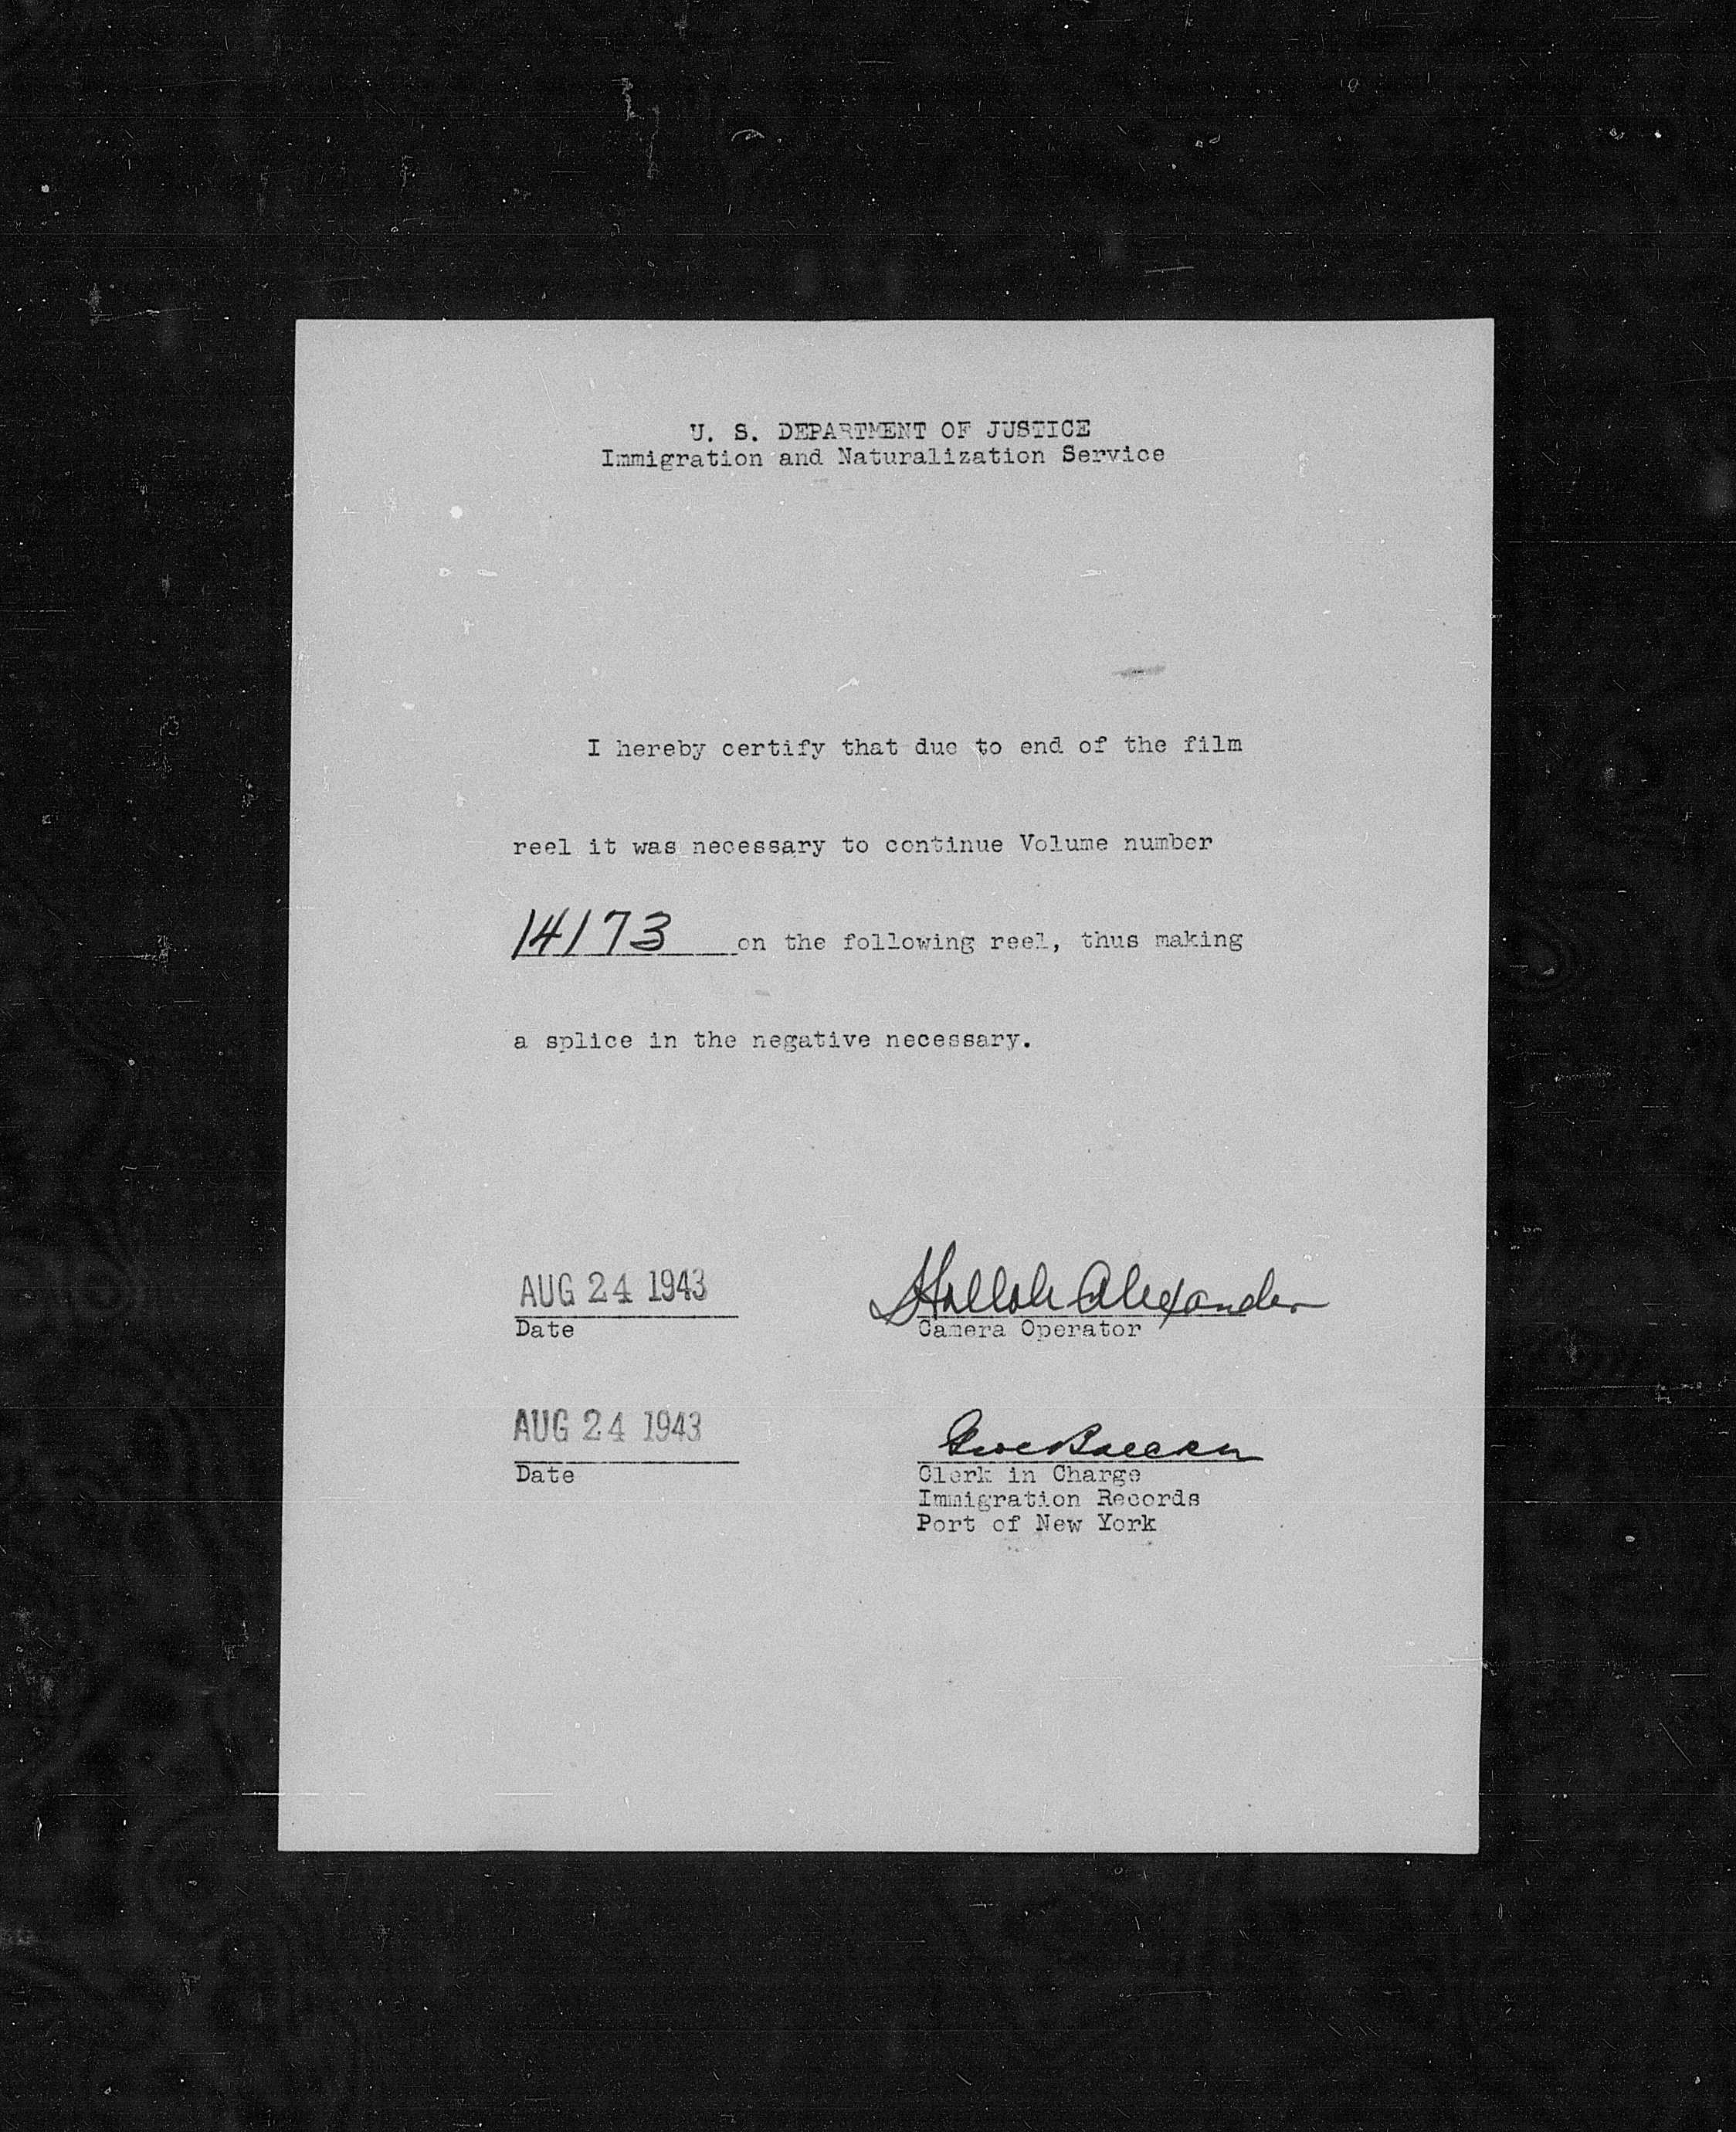 U. S. DEPARTMENT OF JUSTICE
Immigration and Naturalization Service
I hereby certify that due to end of the film
reel it was necessary to continue Volume number
14173 on the following reel, thus making
a splice in the negative necessary.
AUG 24 1943
Alexander
Date
Camera Operator
AUG 24 1943
Date
Clerk in Charge
Immigration Records
Port of New York